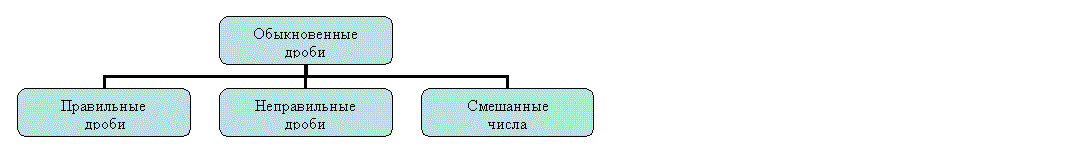 Обыкновенные
дроби
Правильные
дроби
Неправильные
дроби
Смешанные
числа